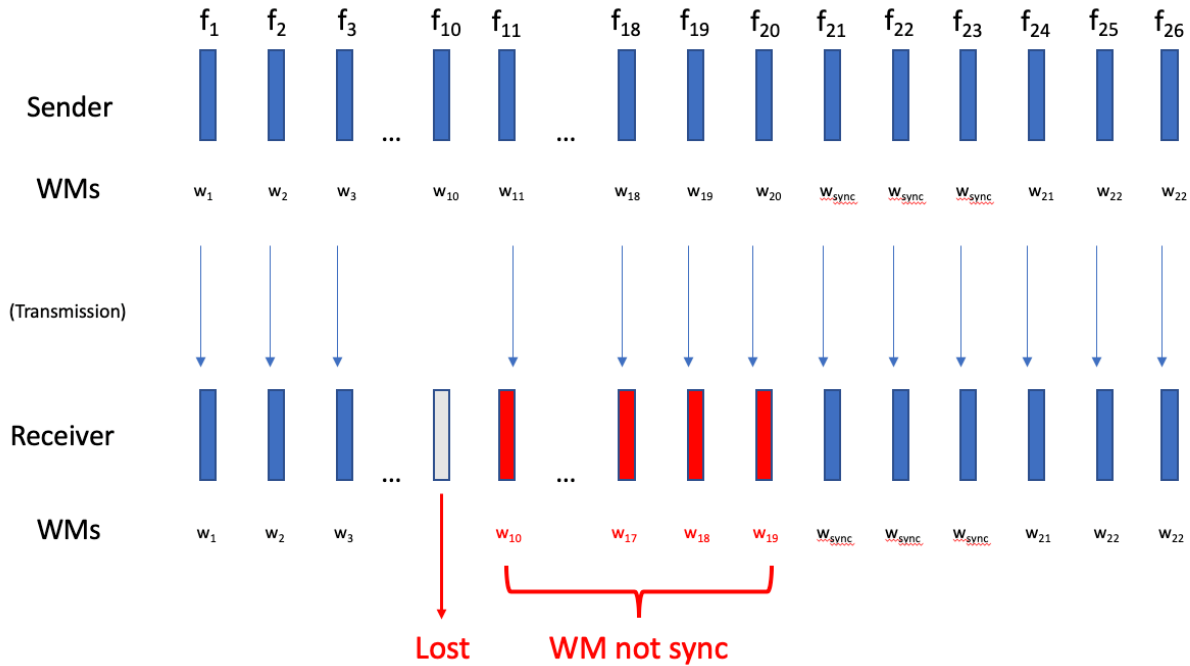 f1 f2 f3 f10 f11 f18 f19 f20 f21 f22 f23 f24 f25 f26
Sender
... ...
WMs w1 w2 w3 w10 w11 w18 w19 w20 wsync wsync wsync w21 w22 w22
(Transmission)
Receiver
... ...
WMs w1 w2 w3 w10 w17 w18 w19 wsync wsync wsync w21 w22 w22
Lost WM not sync